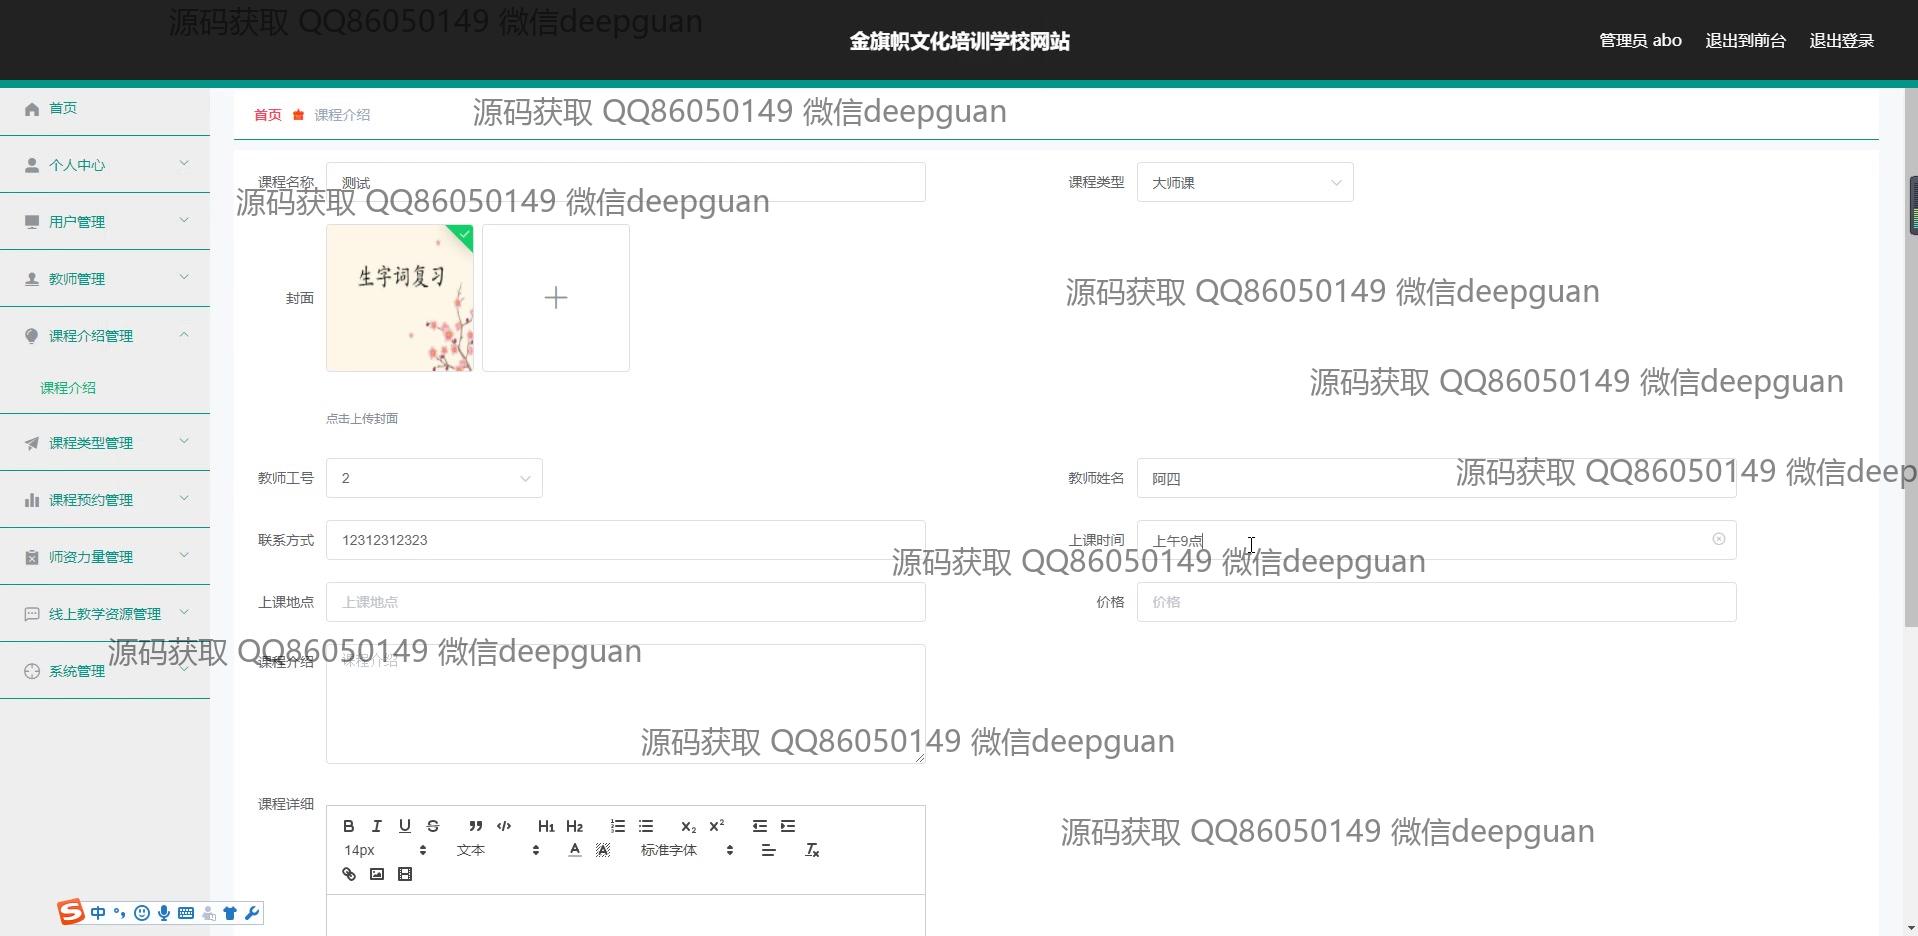 源码获取 QQ86050149 微信deepguan
金旗帜文化培训学校网站
管理员 abo 退出到前台 退出登录
首页
首页 课程介绍
源码获取 QQ86050149 微信deepguan
个人中心
课程名称 测试
课程类型 大师课
源码获取 QQ86050149 微信deepguan
用户管理
教师管理
生字词复习
封面
源码获取 QQ86050149 微信deepguan
课程介绍管理
课程介绍
源码获取 QQ86050149 微信deepguan
点击上传封面
课程类型管理
教师工号 2
教师姓名 阿四
源码获取 QQ86050149 微信deep
课程预约管理
联系方式 12312312323
上课时间 上午9点
师资力量管理
源码获取 QQ86050149 微信deepguan
上课地点 上课地点
价格 价格
线上教学资源管理
源码获取 QQ86050149 微信deepguan
课程介绍 课程介绍
系统管理
源码获取 QQ86050149 微信deepguan
课程详细
B I U S H1 H2 X2 X2
14px 文本 A A 标准字体 Tx
源码获取 QQ86050149 微信deepguan
S 中